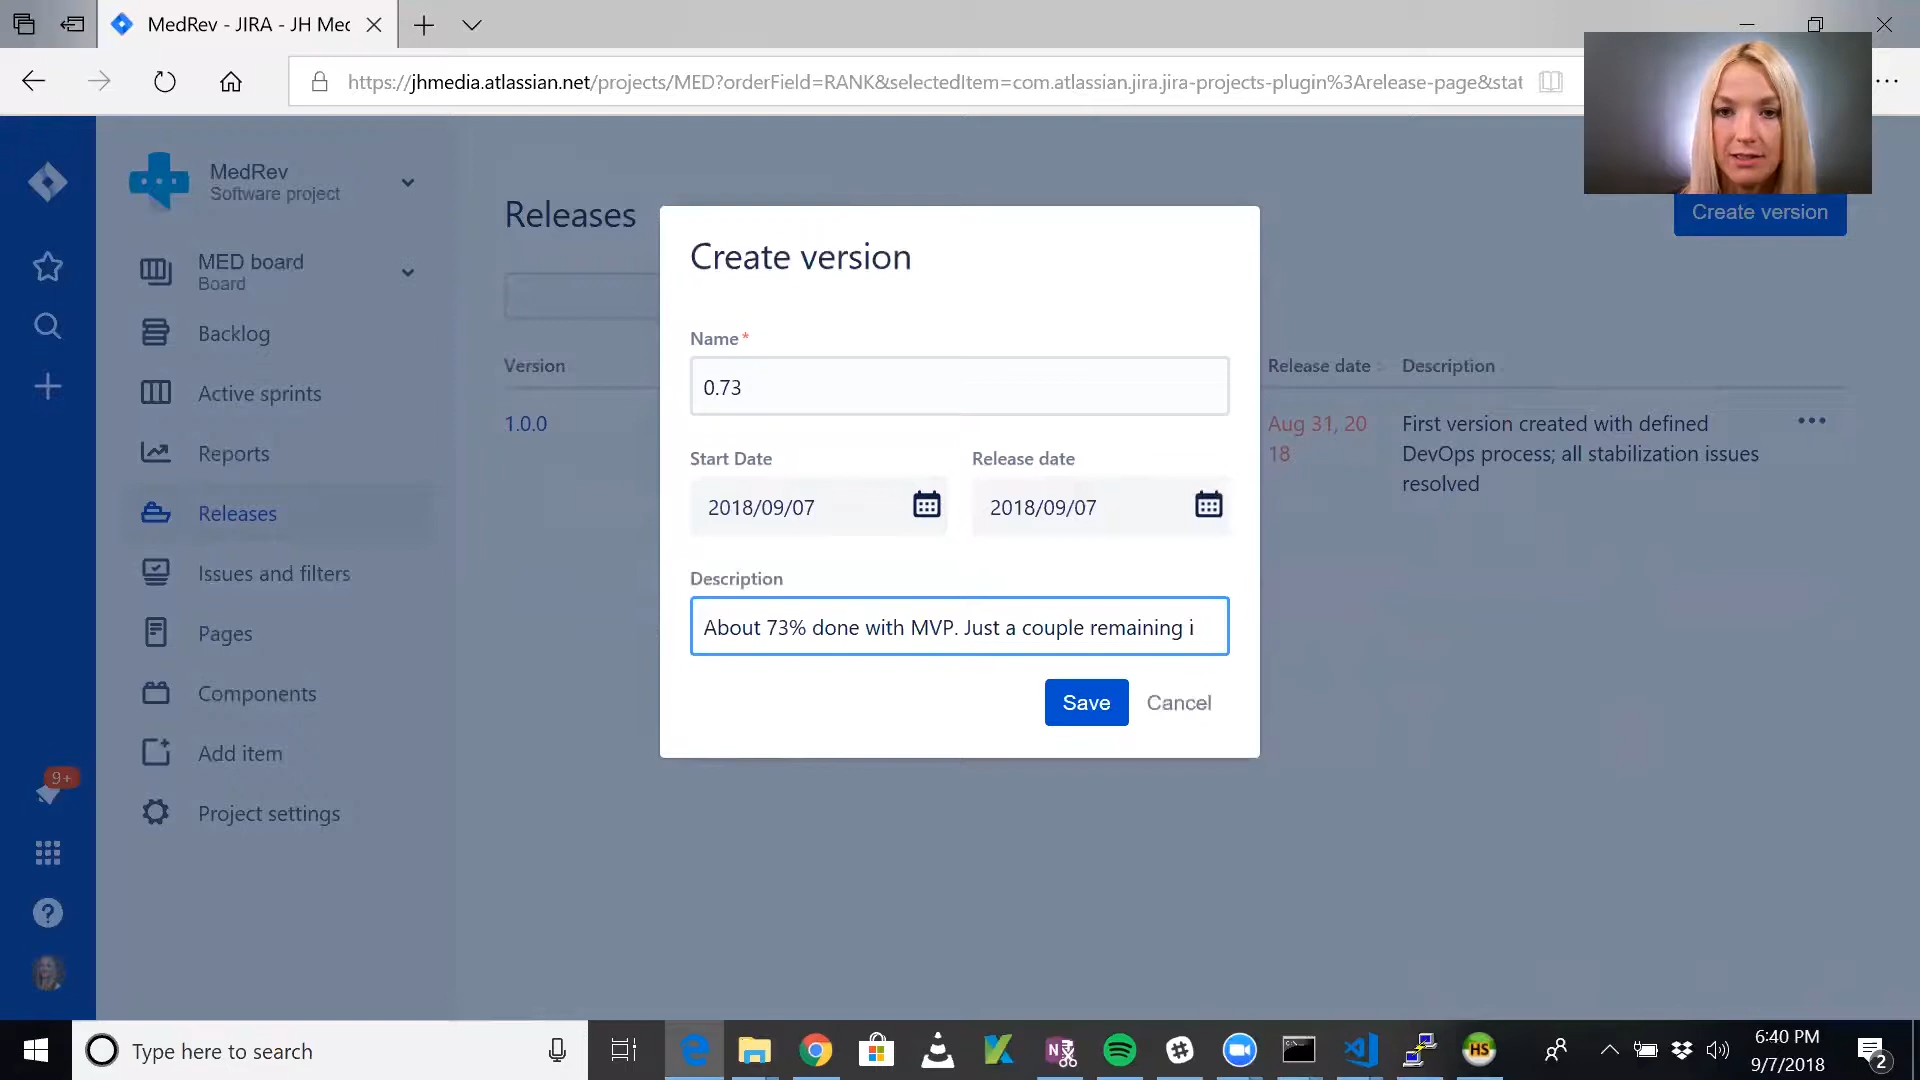 MedRev - JIRA - JH Mec
https://jhmedia.atlassian.net/projects/MED?orderField=RANK&selectedItem=com.atlassian.jira.jira-projects-plugin%3Arelease-page&stat
MedRev
Software project
MED board
Board
Backlog
Active sprints
Reports
Releases
Issues and filters
Pages
Components
Add item
Project settings
9+
Releases
Create version
Version
Release date
Description
1.0.0
Aug 31, 20
18
First version created with defined
DevOps process; all stabilization issues
resolved
Create version
Name*
0.73
Start Date
Release date
2018/09/07
2018/09/07
Description
About 73% done with MVP. Just a couple remaining i
Save
Cancel
Type here to search
N
HS
6:40 PM
9/7/2018
2